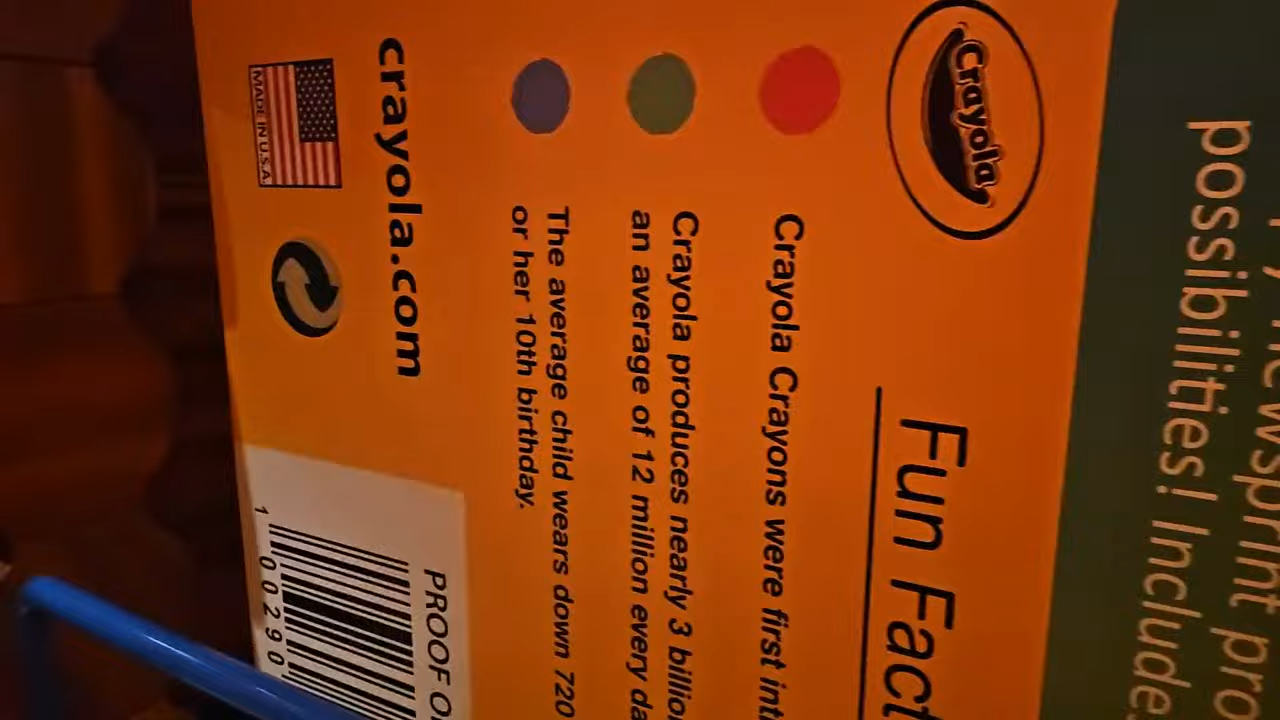 newsprint pro
possibilities! Include
Crayola
Fun Fact
Crayola Crayons were first int
Crayola produces nearly 3 billio
an average of 12 million every da
The average child wears down 720
or her 10th birthday.
crayola.com
MADE IN U.S.A.
PROOF O
1 00290